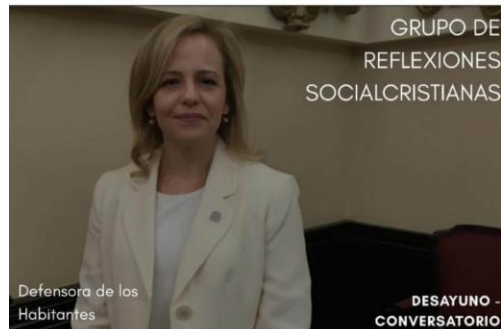 GRUPO DE
REFLEXIONES
SOCIALCRISTIANAS
Defensora de los
Habitantes
DESAYUNO -
CONVERSATORIO